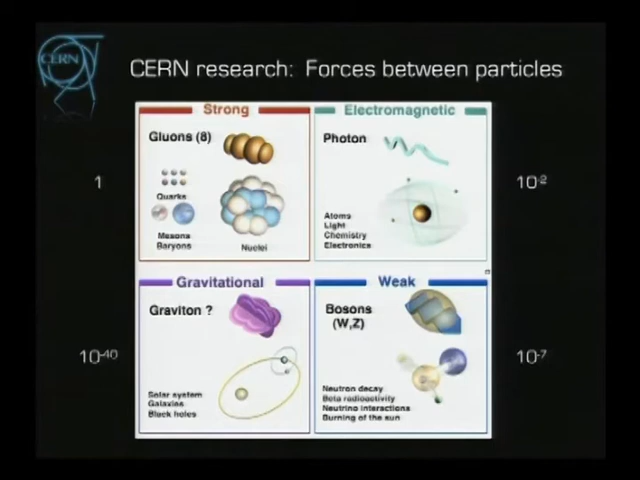 CERN
CERN research: Forces between particles
Strong
Gluons (8)
Quarks
Mesons
Baryons
Nuclei
1
Electromagnetic
Photon
Atoms
Light
Chemistry
Electronics
10-2
Gravitational
Graviton ?
Solar system
Galaxies
Black holes
10-40
Weak
Bosons
(W,Z)
Neutron decay
Beta radioactivity
Neutrino interactions
Burning of the sun
10-7